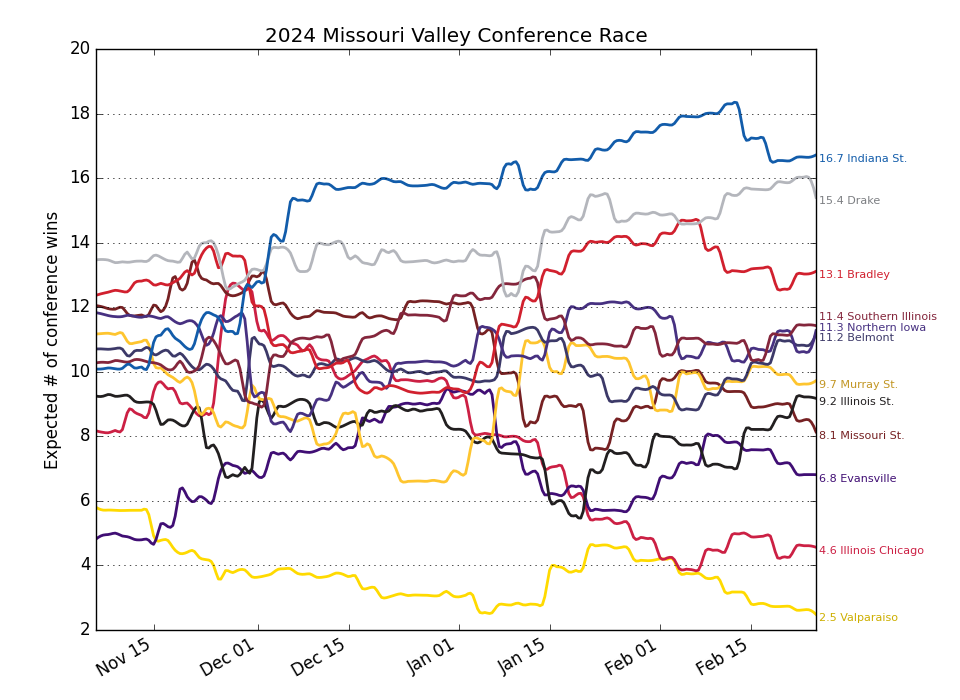 2024 Missouri Valley Conference Race
Expected # of conference wins
20
18
16
14
12
10
8
6
4
2
Nov 15
Dec 01
Dec 15
Jan 01
Jan 15
Feb 01
Feb 15
16.7 Indiana St.
15.4 Drake
13.1 Bradley
11.4 Southern Illinois
11.3 Northern Iowa
11.2 Belmont
9.7 Murray St.
9.2 Illinois St.
8.1 Missouri St.
6.8 Evansville
4.6 Illinois Chicago
2.5 Valparaiso